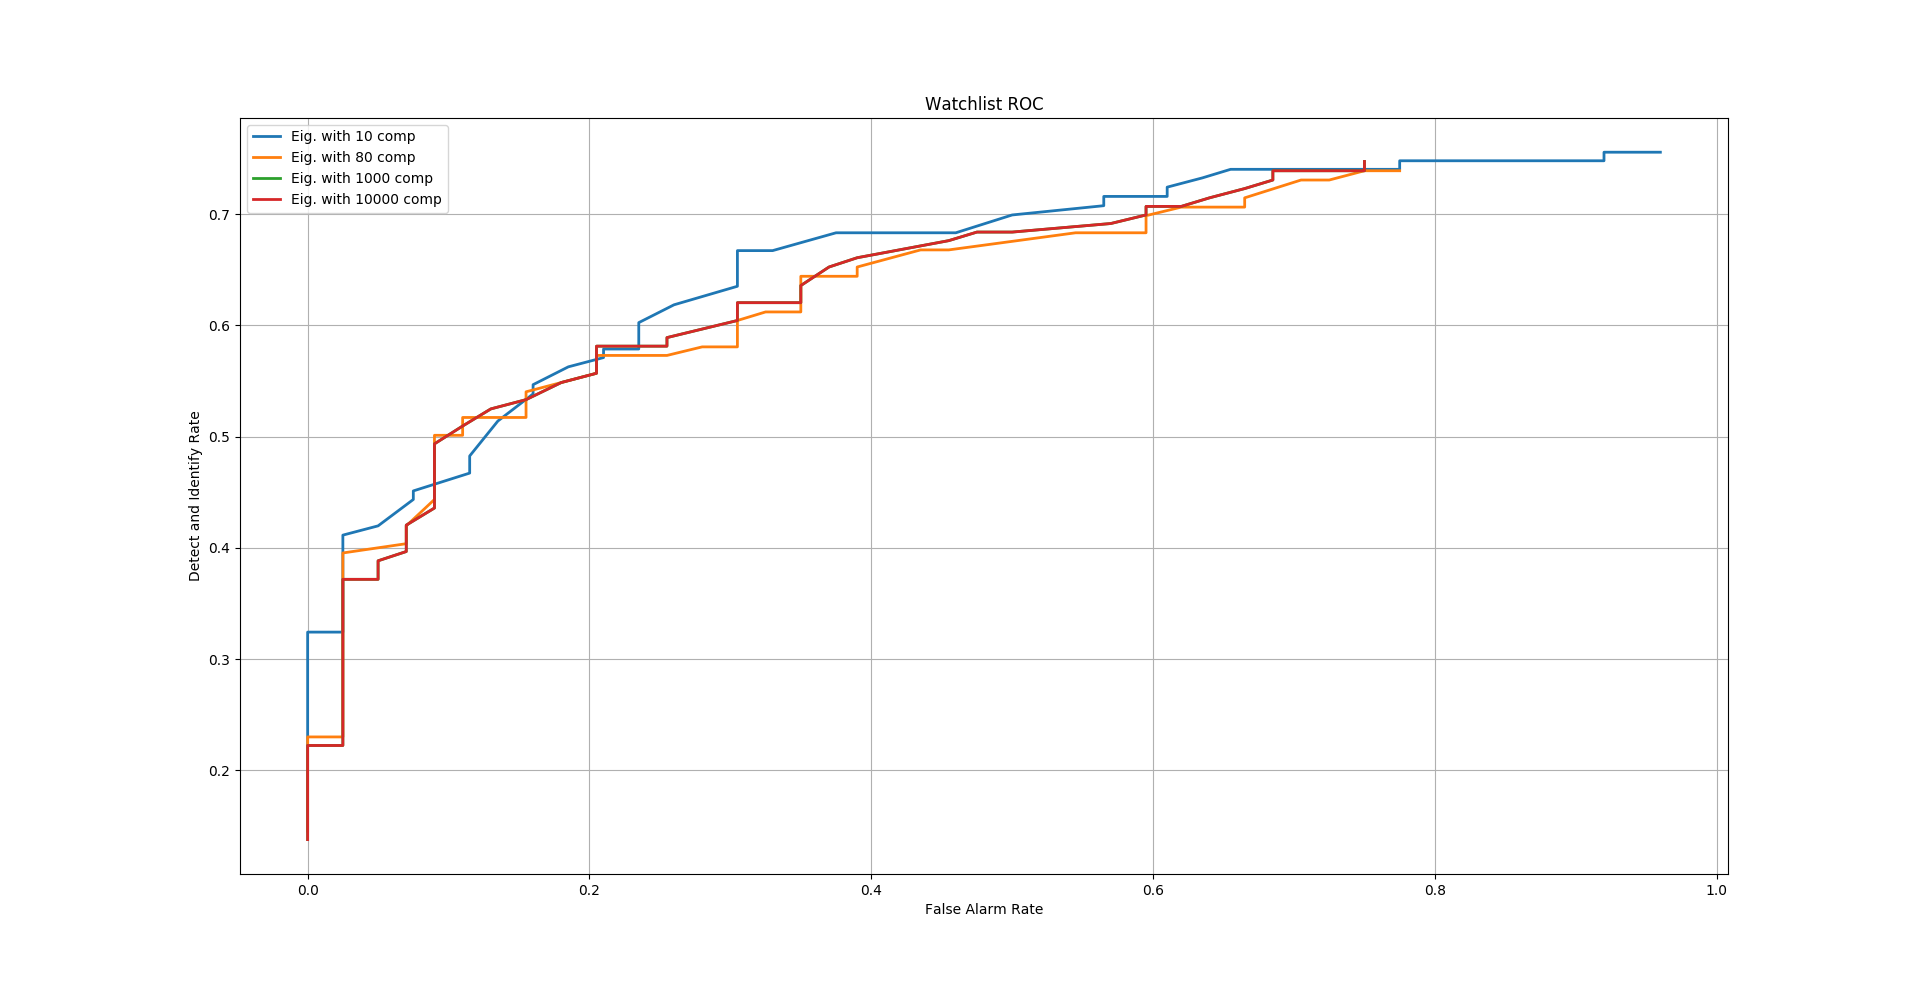 Watchlist ROC
Eig. with 10 comp
Eig. with 80 comp
Eig. with 1000 comp
Eig. with 10000 comp
Detect and Identify Rate
0.7
0.6
0.5
0.4
0.3
0.2
0.0 0.2 0.4 0.6 0.8 1.0
False Alarm Rate